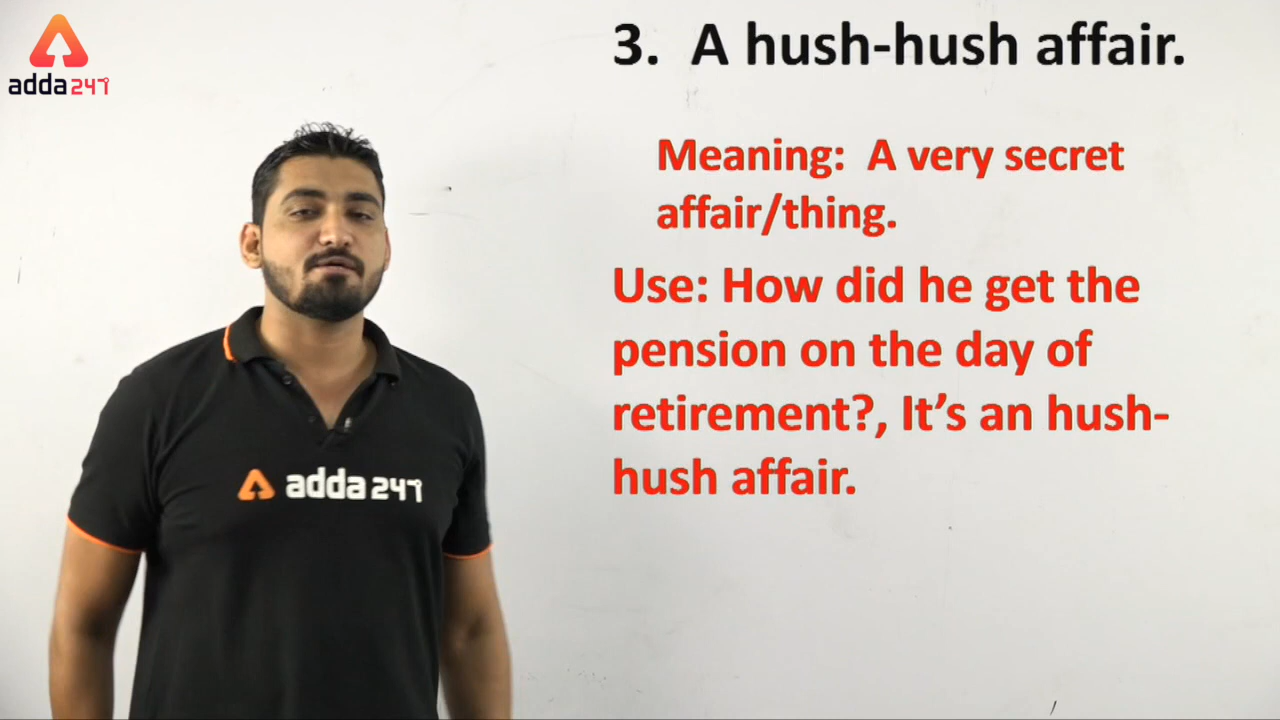 adda247
3.  A hush-hush affair.
Meaning:  A very secret
affair/thing.
Use: How did he get the
pension on the day of
retirement?, It’s an hush-
hush affair.
adda247